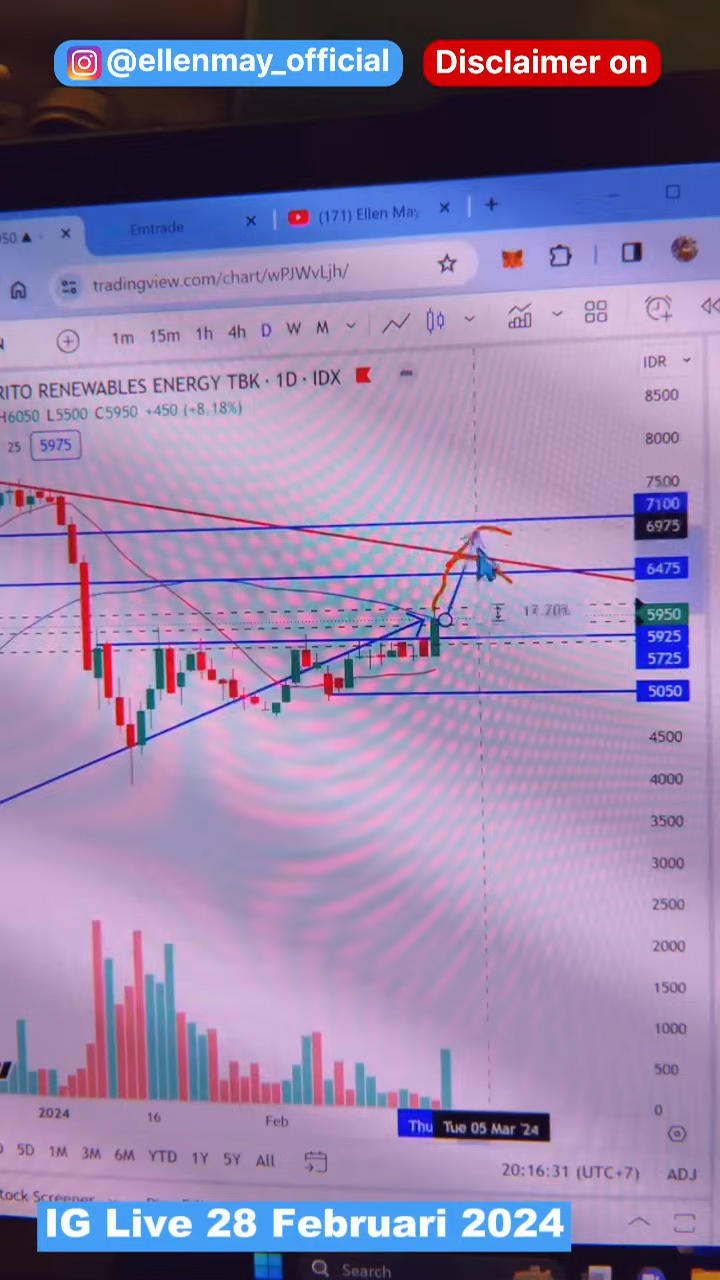 @ellenmay_official
Disclaimer on
Emtrade
(171) Ellen May
tradingview.com/chart/wPJWvLjh/
1m 15m 1h 4h D W M
RITO RENEWABLES ENERGY TBK · 1D · IDX
IDR
H6050 L5500 C5950 +450 (+8.18%)
25 5975
8500
8000
7500
7100
6975
6475
5950
17.70%
5925
5725
5050
4500
4000
3500
3000
2500
2000
1500
1000
500
0
2024 16 Feb Thu Tue 05 Mar '24
5D 1M 3M 6M YTD 1Y 5Y All
20:16:31 (UTC+7) ADJ
tock Screener
IG Live 28 Februari 2024
Search